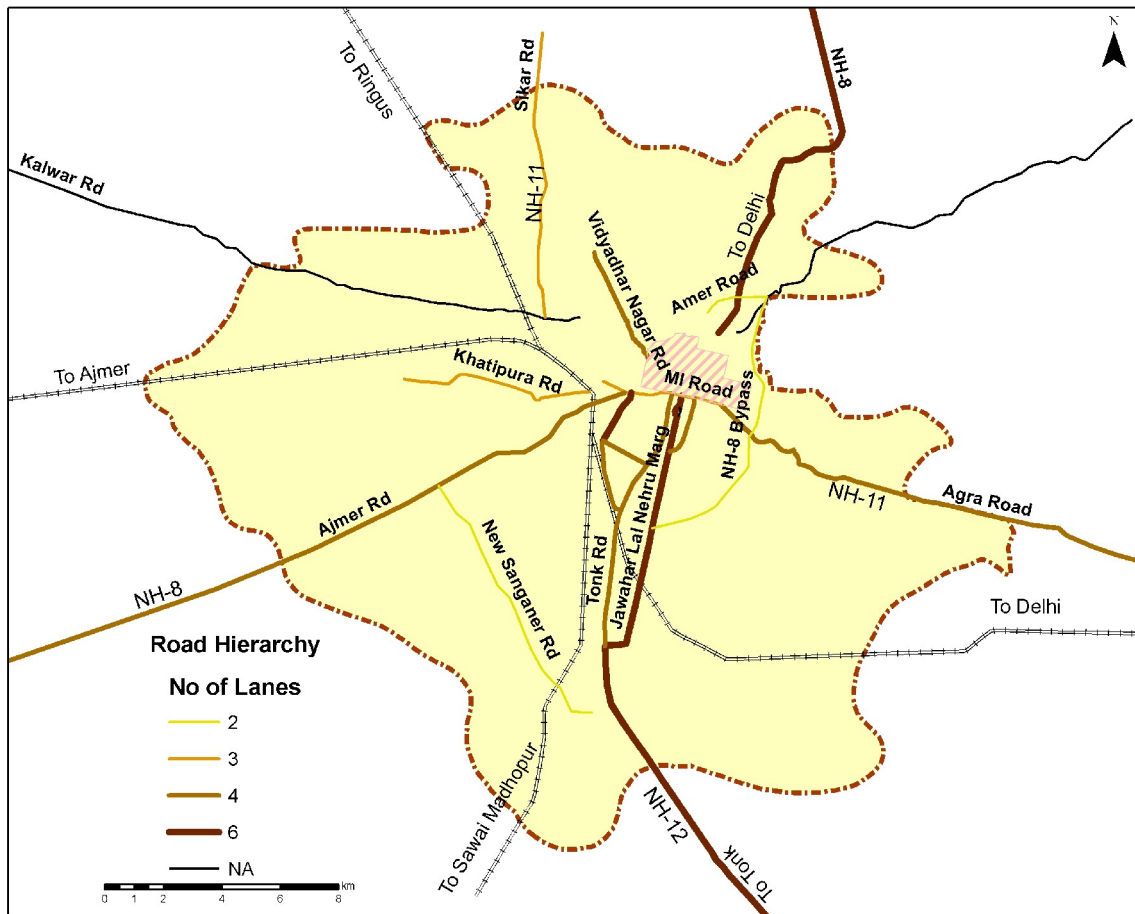 N
Sikar Rd
NH-8
To Ringus
Kalwar Rd
NH-11
To Delhi
Vidyadhar Nagar Rd
Amer Road
To Ajmer
Khatipura Rd
MI Road
NH-8 Bypass
Jawahar Lal Nehru Marg
NH-11
Agra Road
Ajmer Rd
New Sanganer Rd
Tonk Rd
NH-8
To Delhi
Road Hierarchy
No of Lanes
2
3
4
6
NA
To Sawai Madhopur
NH-12
To Tonk
km
0 1 2 4 6 8